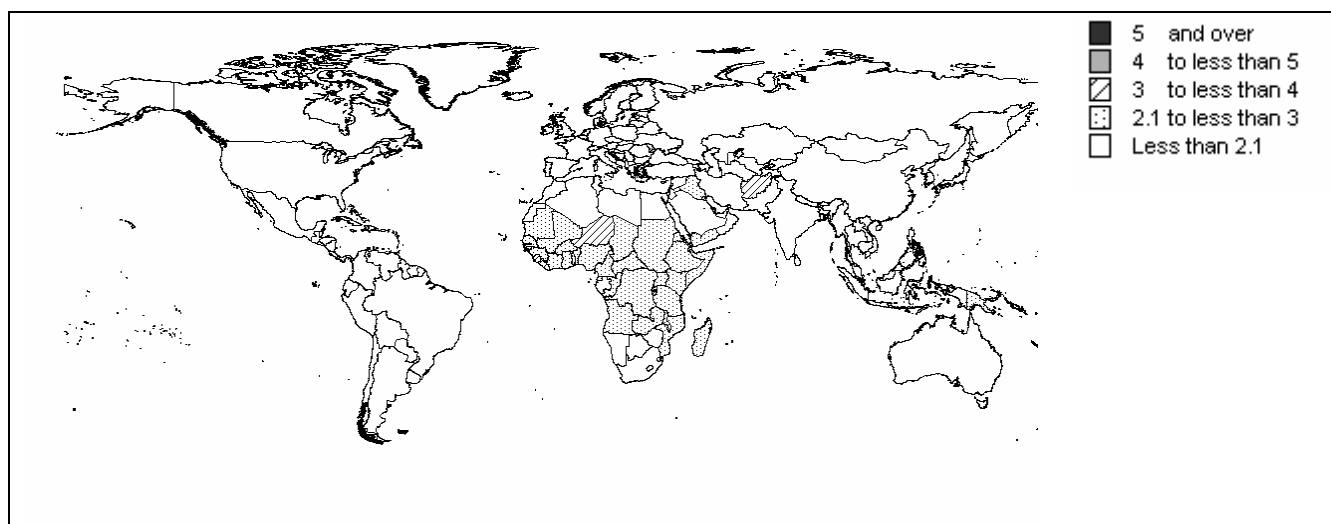 5 and over
4 to less than 5
3 to less than 4
2.1 to less than 3
Less than 2.1